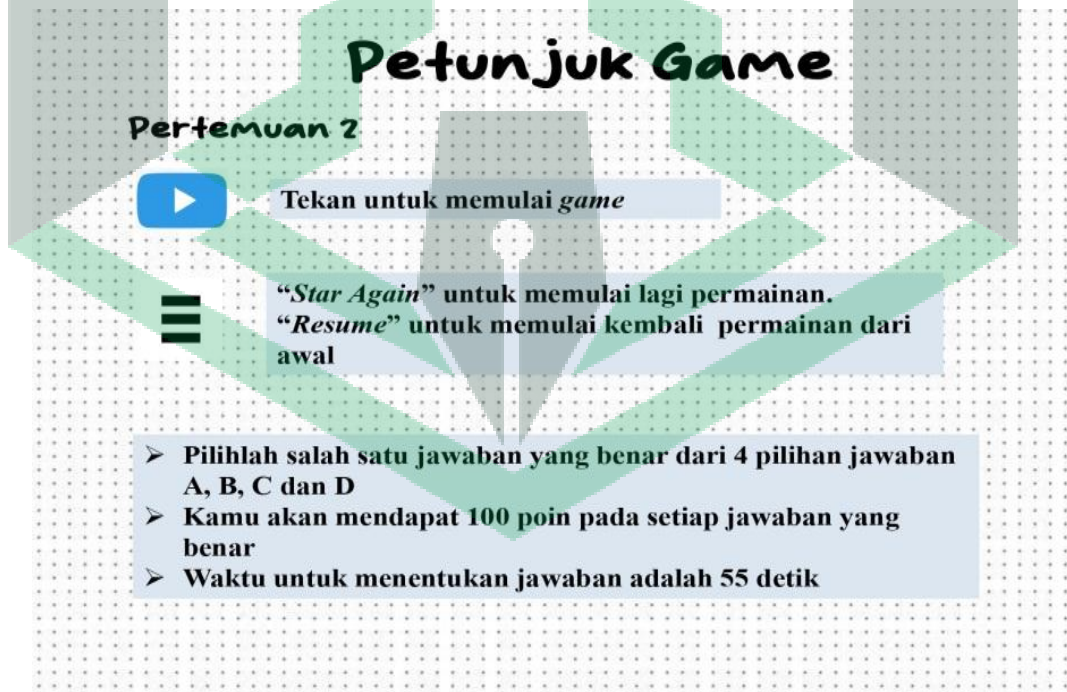 Petunjuk Game
Pertemuan 2
Tekan untuk memulai game
“Star Again” untuk memulai lagi permainan.
“Resume” untuk memulai kembali permainan dari
awal
➢ Pilihlah salah satu jawaban yang benar dari 4 pilihan jawaban
A, B, C dan D
➢ Kamu akan mendapat 100 poin pada setiap jawaban yang
benar
➢ Waktu untuk menentukan jawaban adalah 55 detik